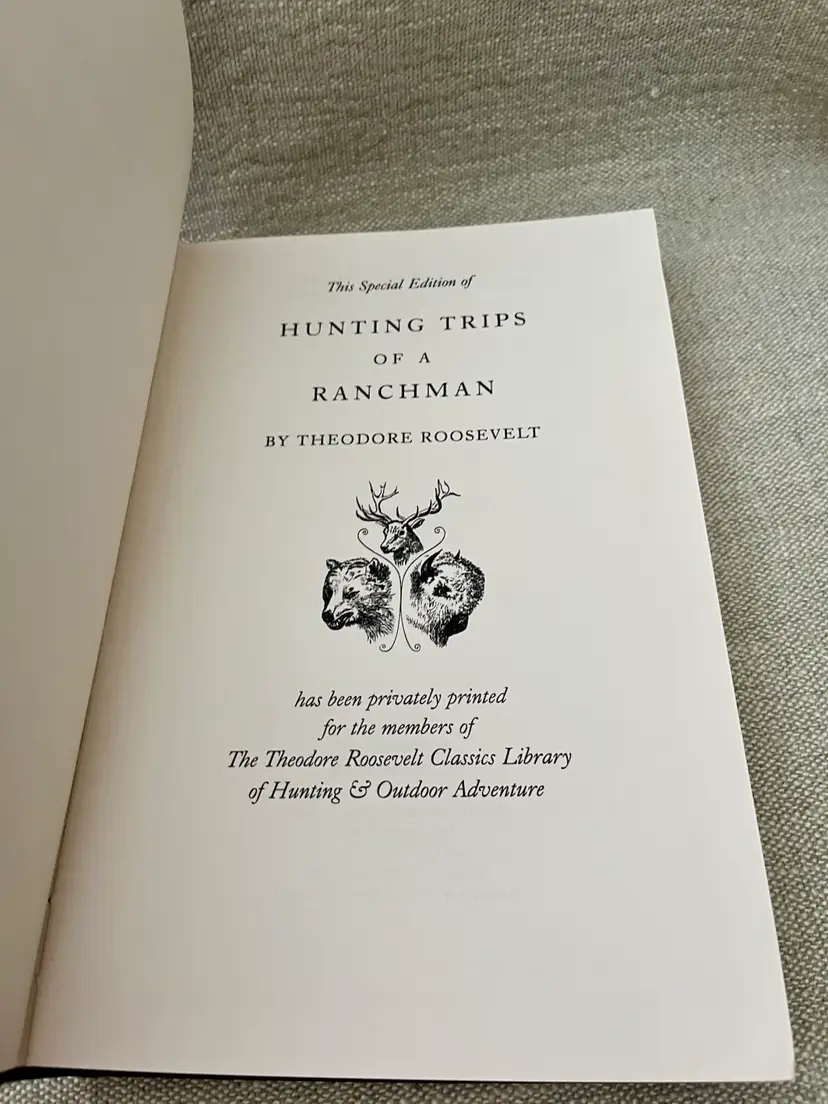 This Special Edition of
HUNTING TRIPS
OF A
RANCHMAN
BY THEODORE ROOSEVELT
has been privately printed
for the members of
The Theodore Roosevelt Classics Library
of Hunting & Outdoor Adventure